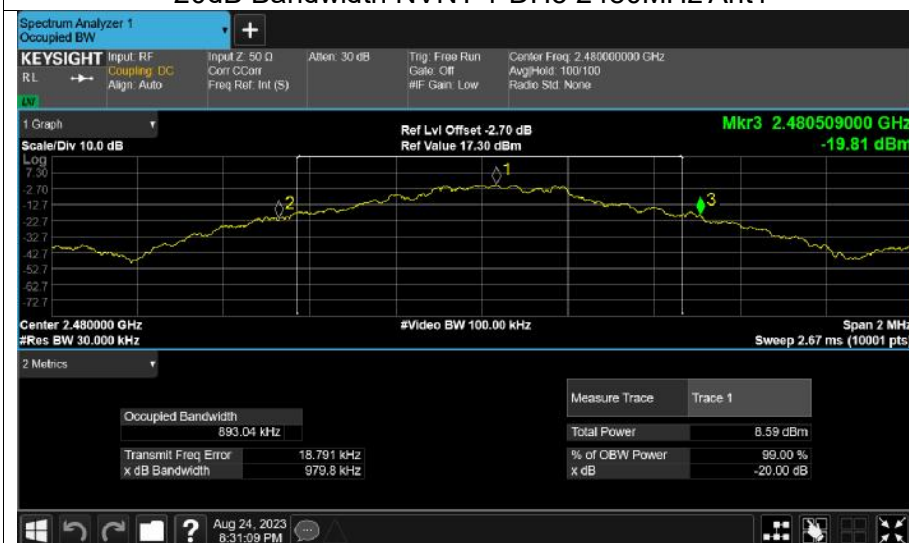 20dB Bandwidth NVNT 1-DH5 2480MHz Ant1
Spectrum Analyzer 1
Occupied BW
+
KEYSIGHT Input: RF Input Z: 50 Ω Atten: 30 dB Trig: Free Run Center Freq: 2.480000000 GHz
RL Coupling: DC Corr CCorr Gate: Off Avg|Hold: 100/100
Align: Auto Freq Ref: Int (S) #IF Gain: Low Radio Std: None
1 Graph
Ref Lvl Offset -2.70 dB Mkr3 2.480509000 GHz
Scale/Div 10.0 dB Ref Value 17.30 dBm -19.81 dBm
Log
7.30
-2.70
-12.7
-22.7
-32.7
-42.7
-52.7
-62.7
-72.7
1
2
3
Center 2.480000 GHz #Video BW 100.00 kHz Span 2 MHz
#Res BW 30.000 kHz Sweep 2.67 ms (10001 pts
2 Metrics
Measure Trace Trace 1
Occupied Bandwidth
893.04 kHz Total Power 8.59 dBm
Transmit Freq Error 18.791 kHz % of OBW Power 99.00 %
x dB Bandwidth 979.8 kHz x dB -20.00 dB
?
Aug 24, 2023
8:31:09 PM